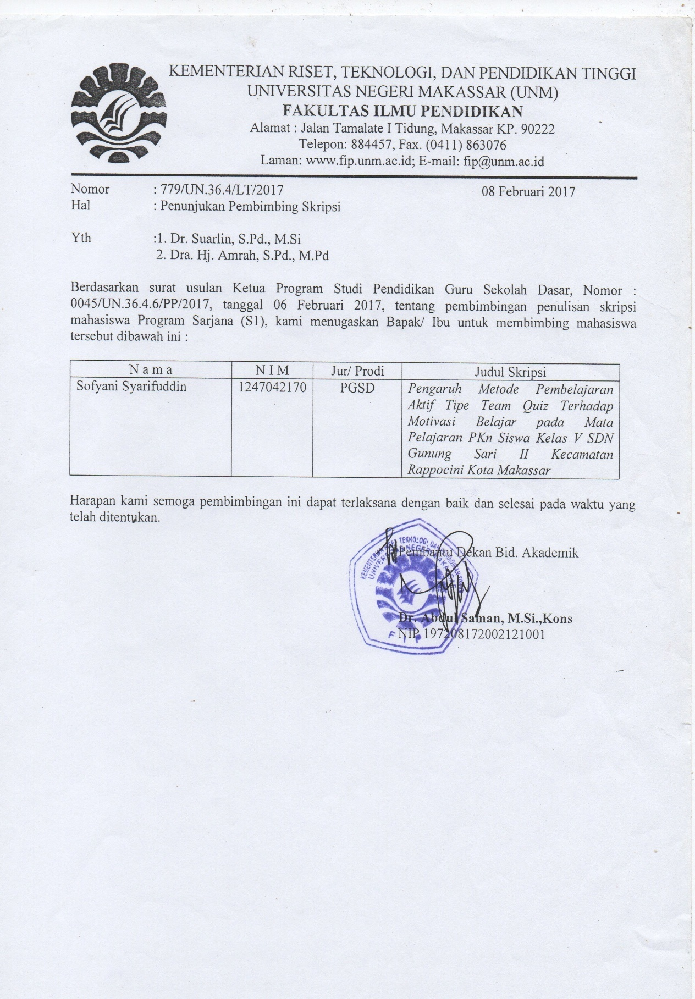 KEMENTERIAN RISET, TEKNOLOGI, DAN PENDIDIKAN TINGGI
UNIVERSITAS NEGERI MAKASSAR (UNM)
FAKULTAS ILMU PENDIDIKAN
Alamat : Jalan Tamalate I Tidung, Makassar KP. 90222
Telepon: 884457, Fax. (0411) 863076
Laman: www.fip.unm.ac.id; E-mail: fip@unm.ac.id
Nomor : 779/UN.36.4/LT/2017 08 Februari 2017
Hal : Penunjukan Pembimbing Skripsi
Yth :1. Dr. Suarlin, S.Pd., M.Si
2. Dra. Hj. Amrah, S.Pd., M.Pd
Berdasarkan surat usulan Ketua Program Studi Pendidikan Guru Sekolah Dasar, Nomor :
0045/UN.36.4.6/PP/2017, tanggal 06 Februari 2017, tentang pembimbingan penulisan skripsi
mahasiswa Program Sarjana (S1), kami menugaskan Bapak/ Ibu untuk membimbing mahasiswa
tersebut dibawah ini :
N a m a N I M Jur/ Prodi Judul Skripsi
Sofyani Syarifuddin 1247042170 PGSD Pengaruh Metode Pembelajaran
Aktif Tipe Team Quiz Terhadap
Motivasi Belajar pada Mata
Pelajaran PKn Siswa Kelas V SDN
Gunung Sari II Kecamatan
Rappocini Kota Makassar
Harapan kami semoga pembimbingan ini dapat terlaksana dengan baik dan selesai pada waktu yang
telah ditentukan.
Pembantu Dekan Bid. Akademik
KEMENTERIAN RISET TEKNOLOGI DAN PENDIDIKAN TINGGI
UNIVERSITAS NEGERI MAKASSAR
FIP
Dr. Abdul Saman, M.Si.,Kons
NIP 197208172002121001